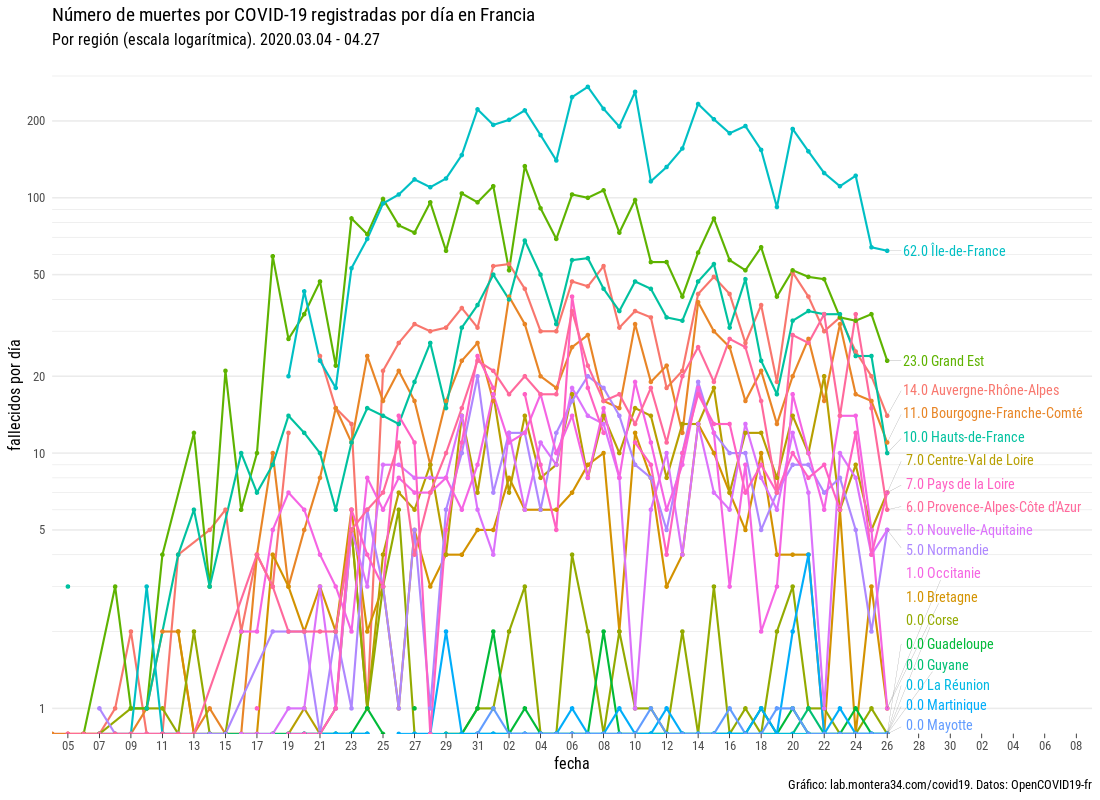 Número de muertes por COVID-19 registradas por día en Francia
Por región (escala logarítmica). 2020.03.04 - 04.27
fallecidos por día
200
100
50
20
10
5
1
62.0 Île-de-France
23.0 Grand Est
14.0 Auvergne-Rhône-Alpes
11.0 Bourgogne-Franche-Comté
10.0 Hauts-de-France
7.0 Centre-Val de Loire
7.0 Pays de la Loire
6.0 Provence-Alpes-Côte d'Azur
5.0 Nouvelle-Aquitaine
5.0 Normandie
1.0 Occitanie
1.0 Bretagne
0.0 Corse
0.0 Guadeloupe
0.0 Guyane
0.0 La Réunion
0.0 Martinique
0.0 Mayotte
05 07 09 11 13 15 17 19 21 23 25 27 29 31 02 04 06 08 10 12 14 16 18 20 22 24 26 28 30 02 04 06 08
fecha
Gráfico: lab.montera34.com/covid19. Datos: OpenCOVID19-fr